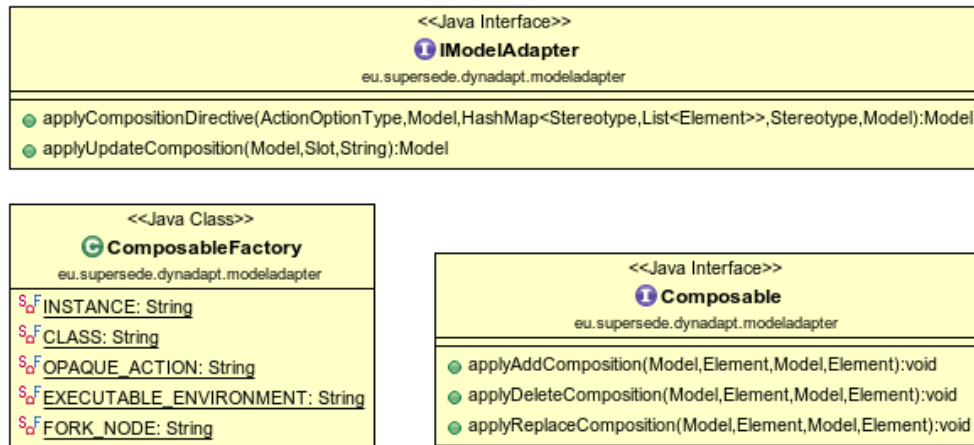 <<Java Interface>>
IModelAdapter
eu.supersede.dynadapt.modeladapter
applyCompositionDirective(ActionOptionType,Model,HashMap<Stereotype,List<Element>>,Stereotype,Model):Model
applyUpdateComposition(Model,Slot,String):Model
<<Java Class>>
ComposableFactory
eu.supersede.dynadapt.modeladapter
INSTANCE: String
CLASS: String
OPAQUE_ACTION: String
EXECUTABLE_ENVIRONMENT: String
FORK_NODE: String
<<Java Interface>>
Composable
eu.supersede.dynadapt.modeladapter
applyAddComposition(Model,Element,Model,Element):void
applyDeleteComposition(Model,Element,Model,Element):void
applyReplaceComposition(Model,Element,Model,Element):void